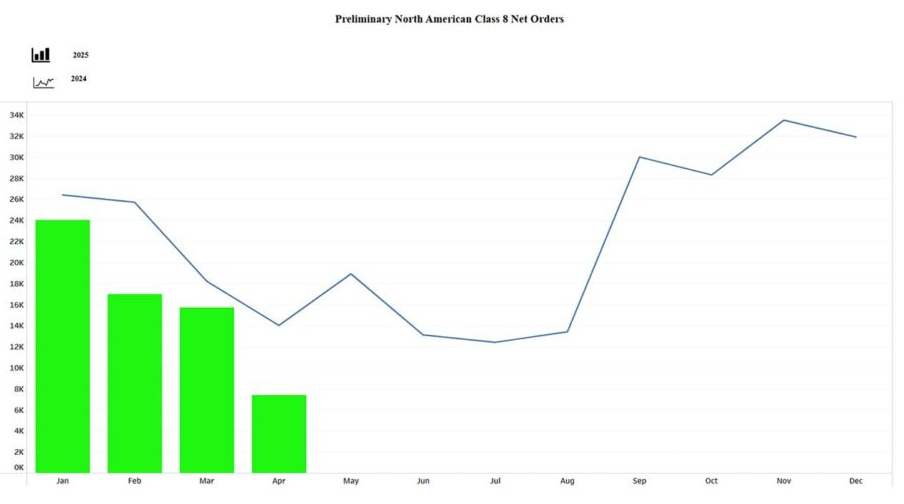 Preliminary North American Class 8 Net Orders
2025
2024
34K
32K
30K
28K
26K
24K
22K
20K
18K
16K
14K
12K
10K
8K
6K
4K
2K
0K
Jan Feb Mar Apr May Jun Jul Aug Sep Oct Nov Dec